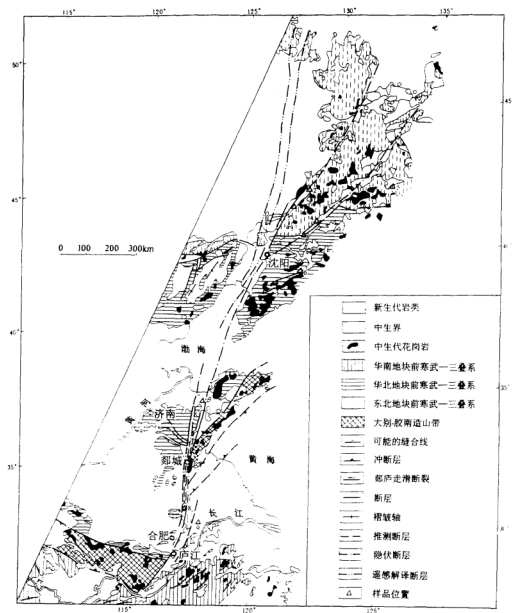 115°
120°
125°
130°
135°
50°
45
45°
0 100 200 300km
沈阳
40°
渤海
济南
35°
郯城
黄海
长江
合肥
庐江
115°
120°
125°
新生代岩类
中生界
中生代花岗岩
华南地块前寒武—三叠系
华北地块前寒武—三叠系
东北地块前寒武—三叠系
大别-胶南造山带
可能的缝合线
冲断层
郯庐走滑断裂
断层
褶皱轴
推测断层
隐伏断层
遥感解译断层
样品位置